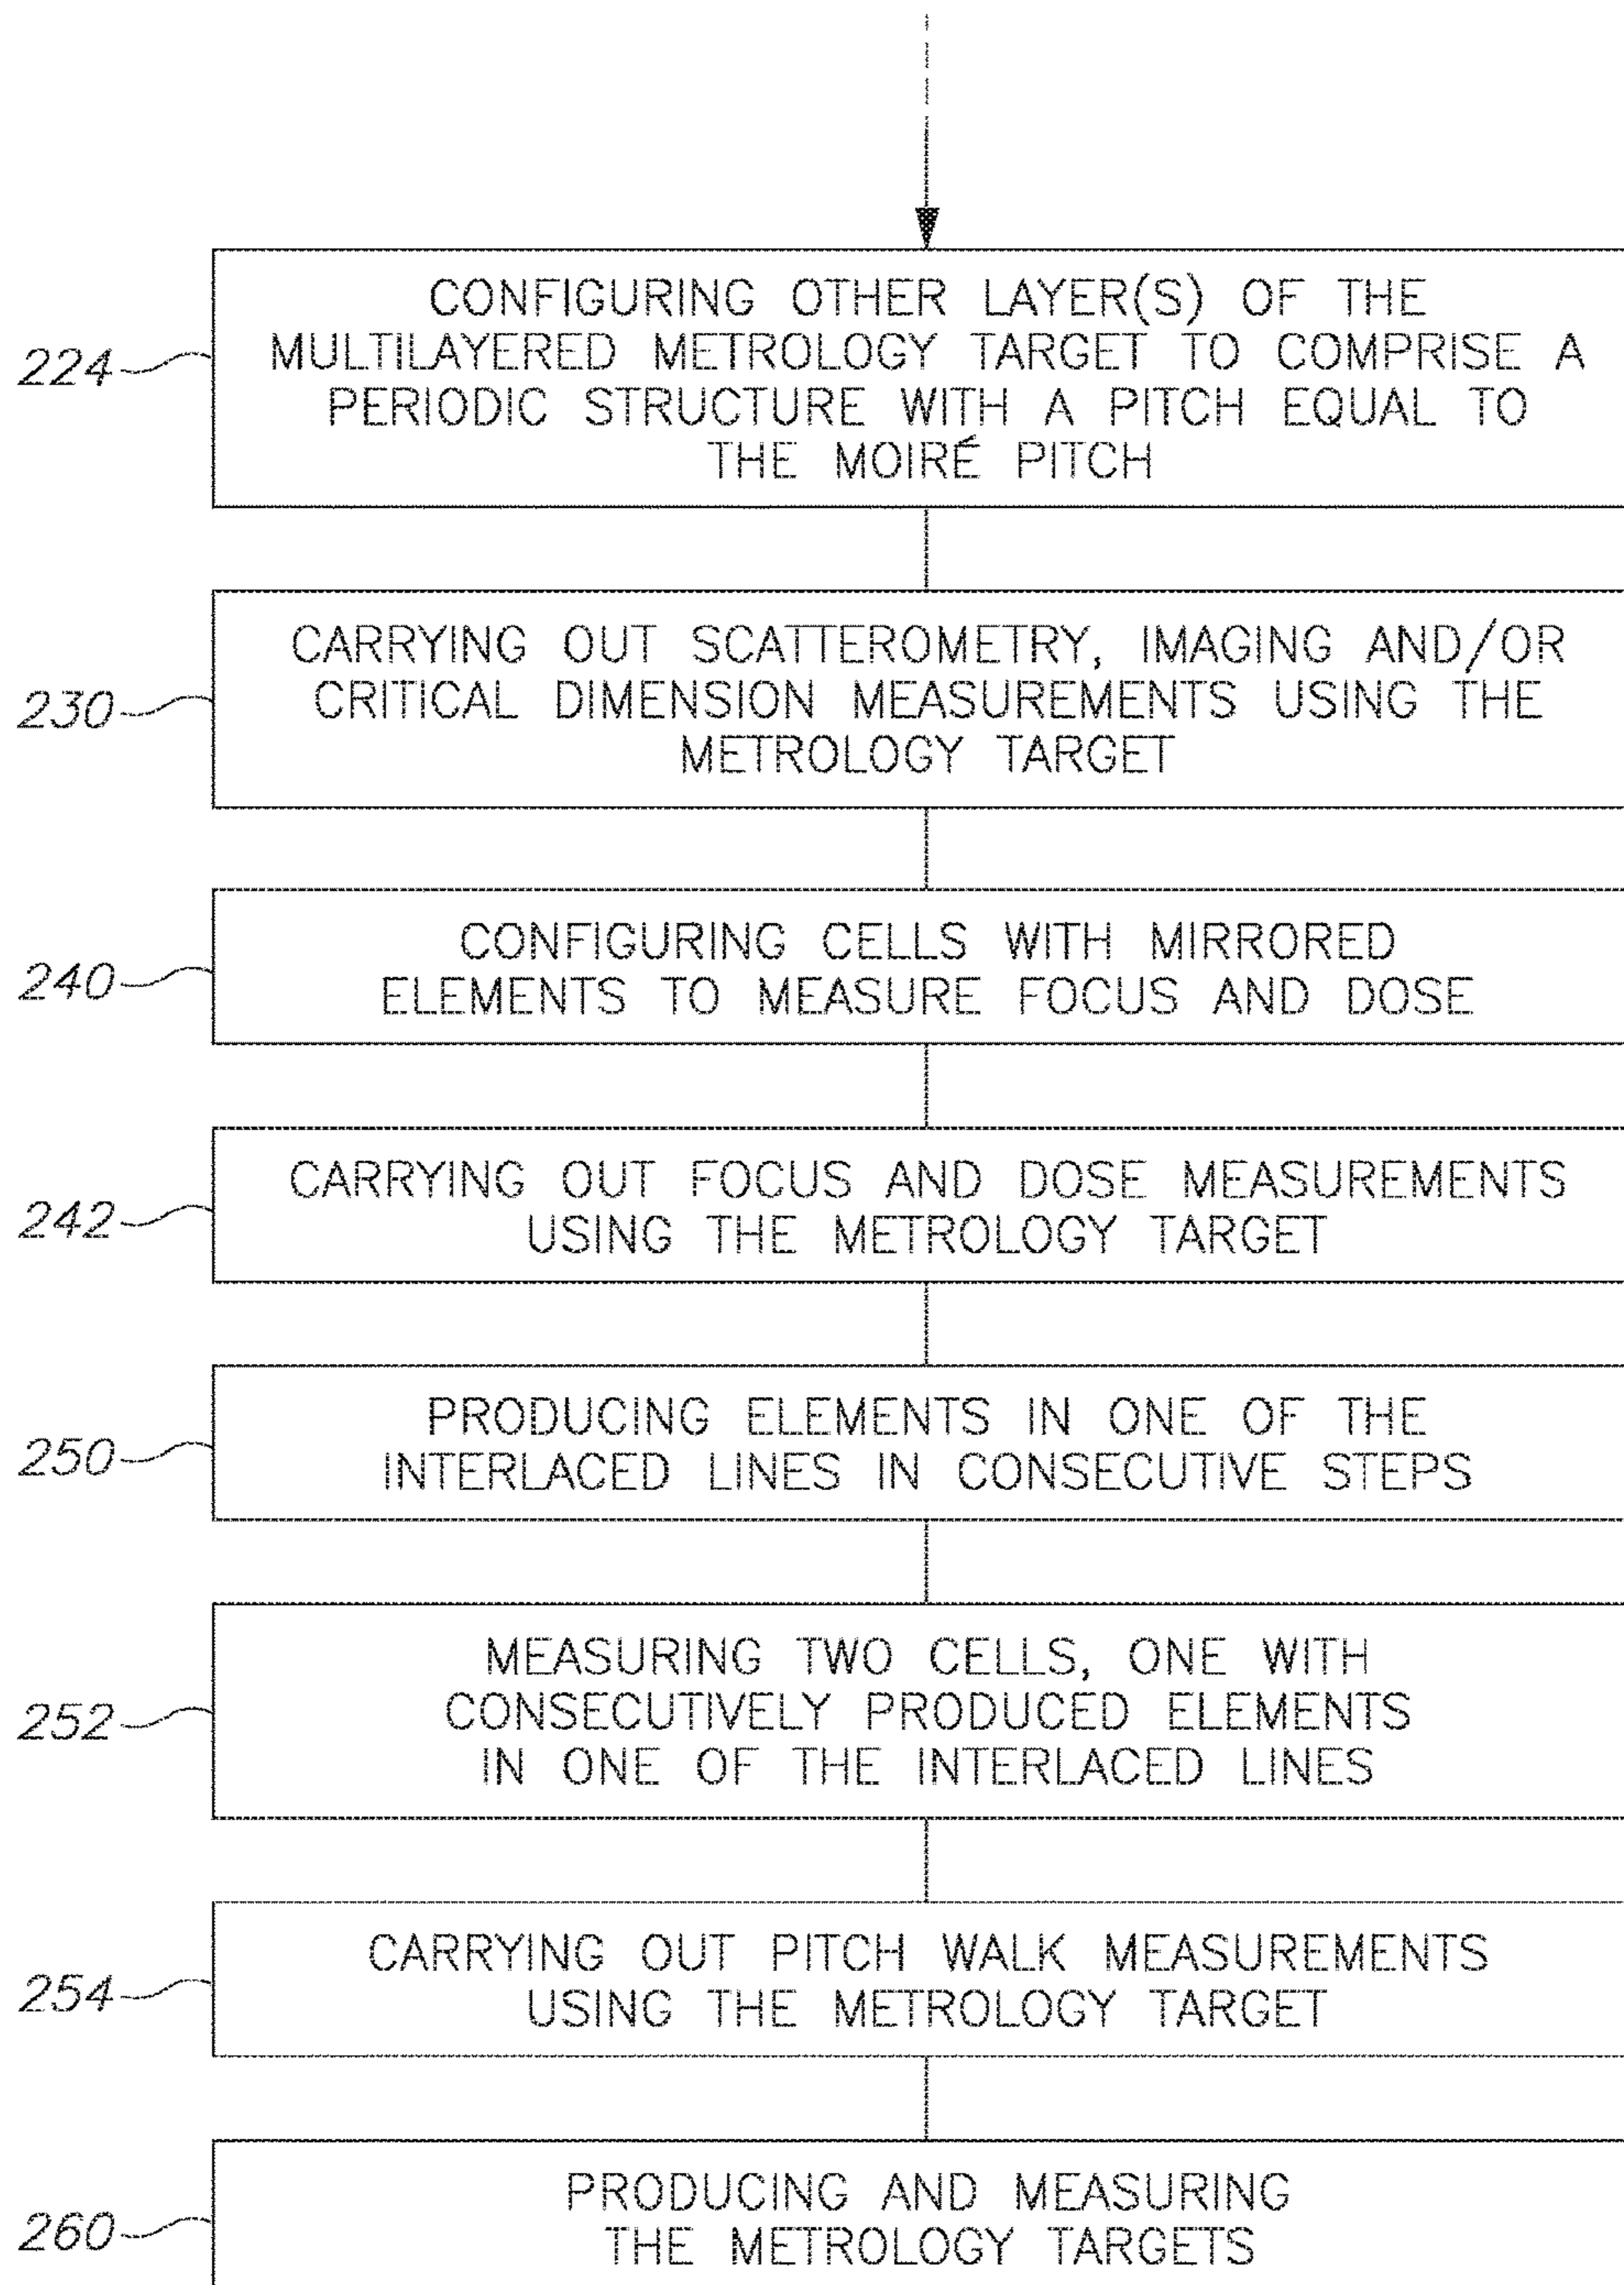 CONFIGURING OTHER LAYER(S) OF THE
224 MULTILAYERED METROLOGY TARGET TO COMPRISE A
PERIODIC STRUCTURE WITH A PITCH EQUAL TO
THE MOIRÉ PITCH
CARRYING OUT SCATTEROMETRY, IMAGING AND/OR
230 CRITICAL DIMENSION MEASUREMENTS USING THE
METROLOGY TARGET
CONFIGURING CELLS WITH MIRRORED
240 ELEMENTS TO MEASURE FOCUS AND DOSE
CARRYING OUT FOCUS AND DOSE MEASUREMENTS
242 USING THE METROLOGY TARGET
PRODUCING ELEMENTS IN ONE OF THE
250 INTERLACED LINES IN CONSECUTIVE STEPS
MEASURING TWO CELLS, ONE WITH
252 CONSECUTIVELY PRODUCED ELEMENTS
IN ONE OF THE INTERLACED LINES
CARRYING OUT PITCH WALK MEASUREMENTS
254 USING THE METROLOGY TARGET
PRODUCING AND MEASURING
260 THE METROLOGY TARGETS